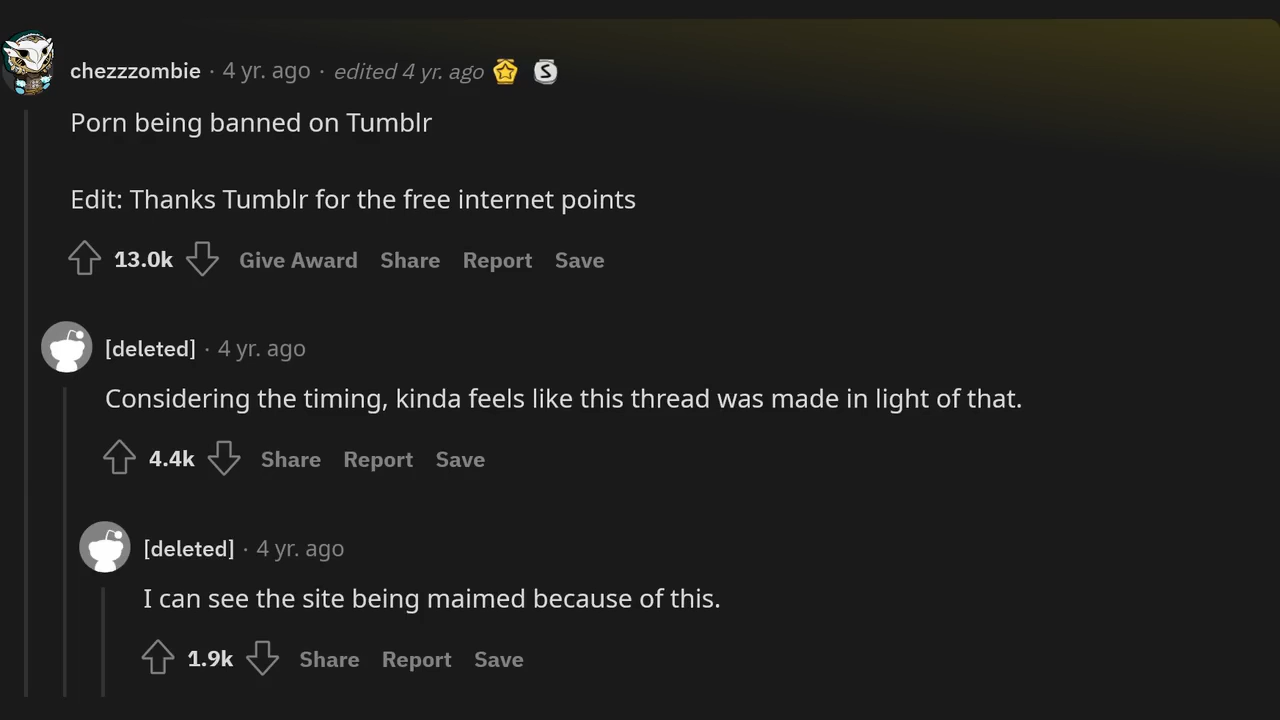 chezzzombie · 4 yr. ago · edited 4 yr. ago
Porn being banned on Tumblr
Edit: Thanks Tumblr for the free internet points
13.0k Give Award Share Report Save
[deleted] · 4 yr. ago
Considering the timing, kinda feels like this thread was made in light of that.
4.4k Share Report Save
[deleted] · 4 yr. ago
I can see the site being maimed because of this.
1.9k Share Report Save